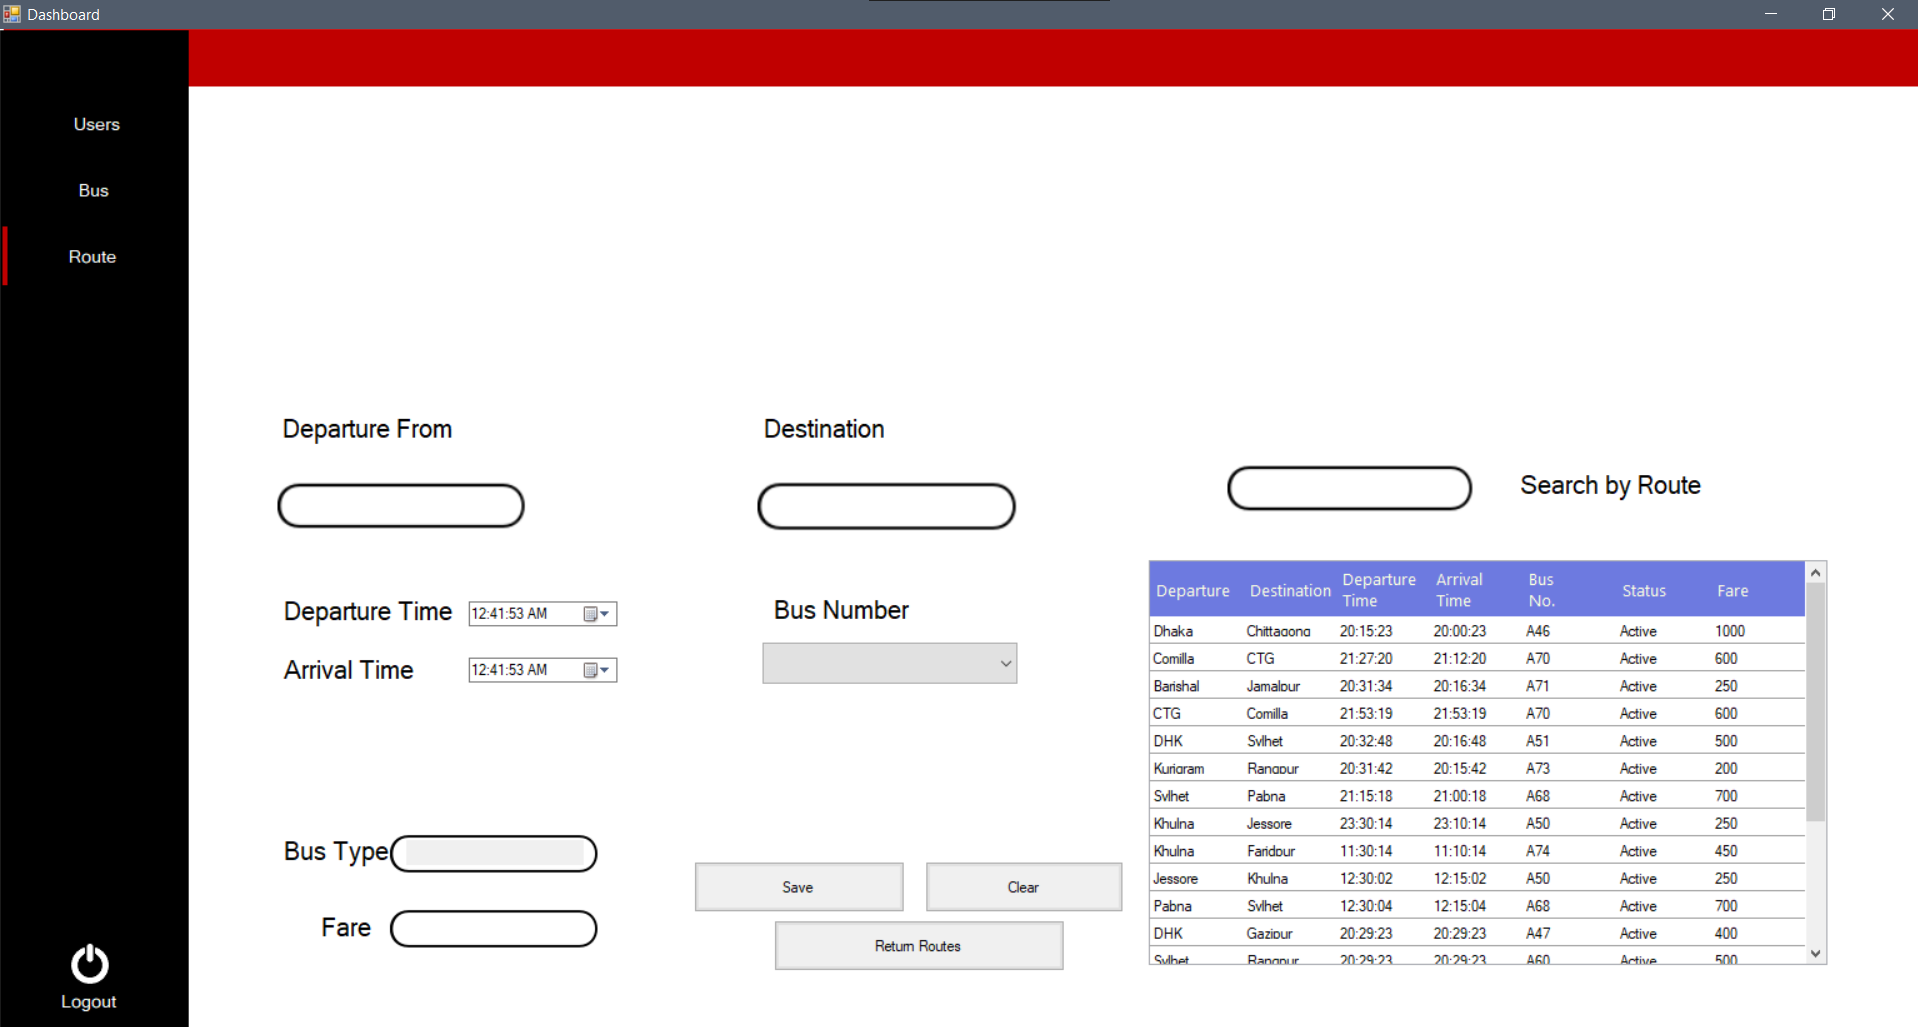 Dashboard
Users
Bus
Route
Logout
Departure From
Destination
Search by Route
Departure Time 12:41:53 AM
Arrival Time 12:41:53 AM
Bus Number
Bus Type
Fare
Save
Clear
Return Routes
Departure Destination Departure Time Arrival Time Bus No. Status Fare
Dhaka Chittagong 20:15:23 20:00:23 A46 Active 1000
Comilla CTG 21:27:20 21:12:20 A70 Active 600
Barishal Jamalpur 20:31:34 20:16:34 A71 Active 250
CTG Comilla 21:53:19 21:53:19 A70 Active 600
DHK Sylhet 20:32:48 20:16:48 A51 Active 500
Kurigram Rangpur 20:31:42 20:15:42 A73 Active 200
Sylhet Pabna 21:15:18 21:00:18 A68 Active 700
Khulna Jessore 23:30:14 23:10:14 A50 Active 250
Khulna Faridpur 11:30:14 11:10:14 A74 Active 450
Jessore Khulna 12:30:02 12:15:02 A50 Active 250
Pabna Sylhet 12:30:04 12:15:04 A68 Active 700
DHK Gazipur 20:29:23 20:29:23 A47 Active 400
Sylhet Rangpur 20:29:23 20:29:23 A60 Active 500